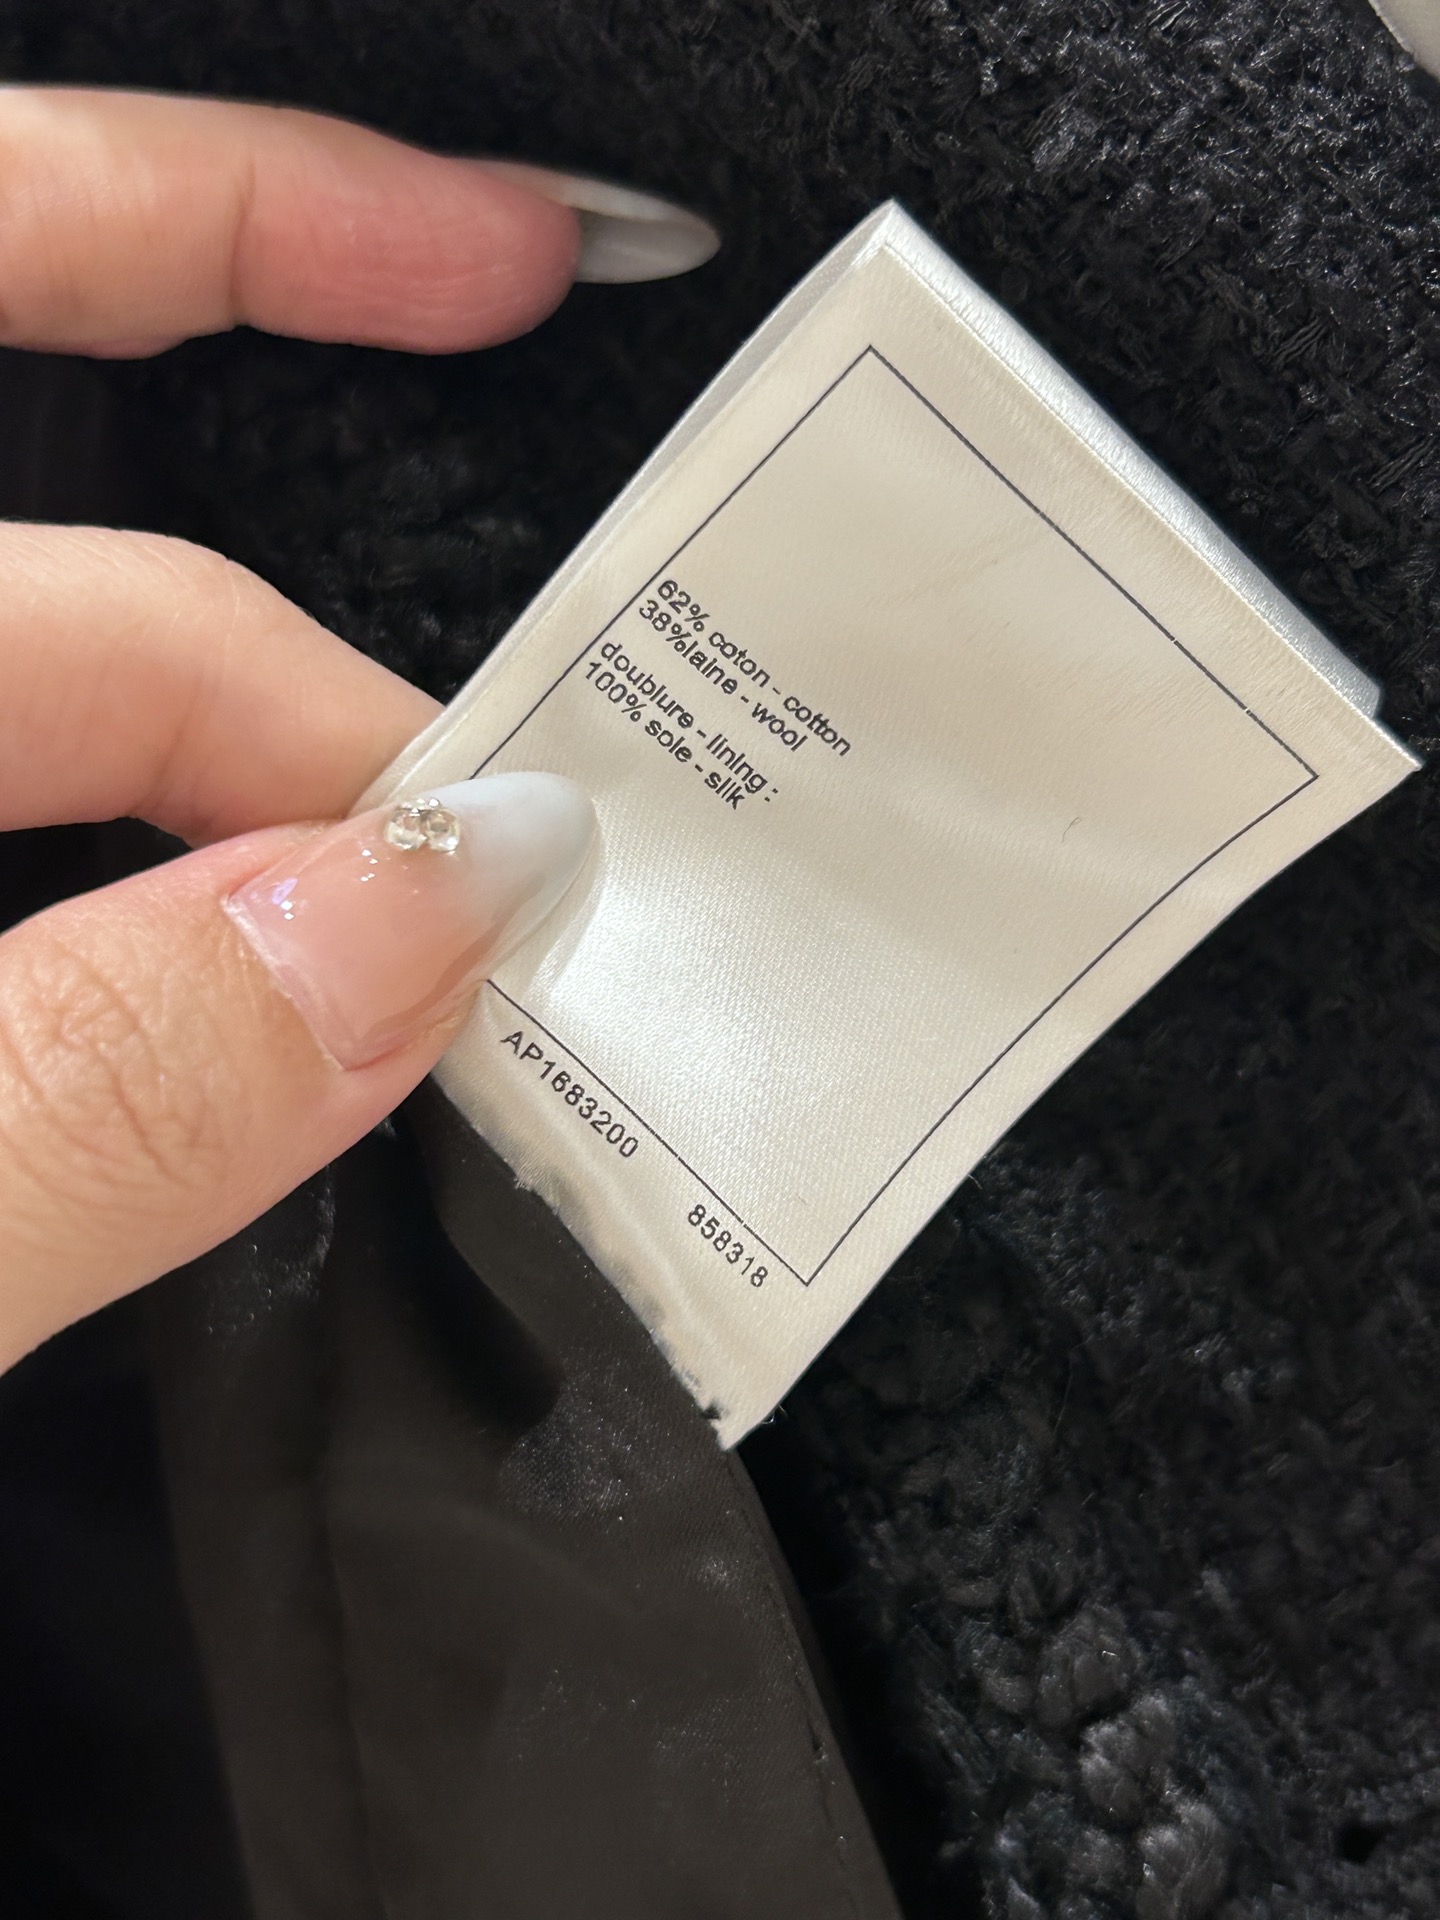 62% coton - cotton
38%laine - wool
doublure - lining :
100% soie - silk
AP1683200
858318